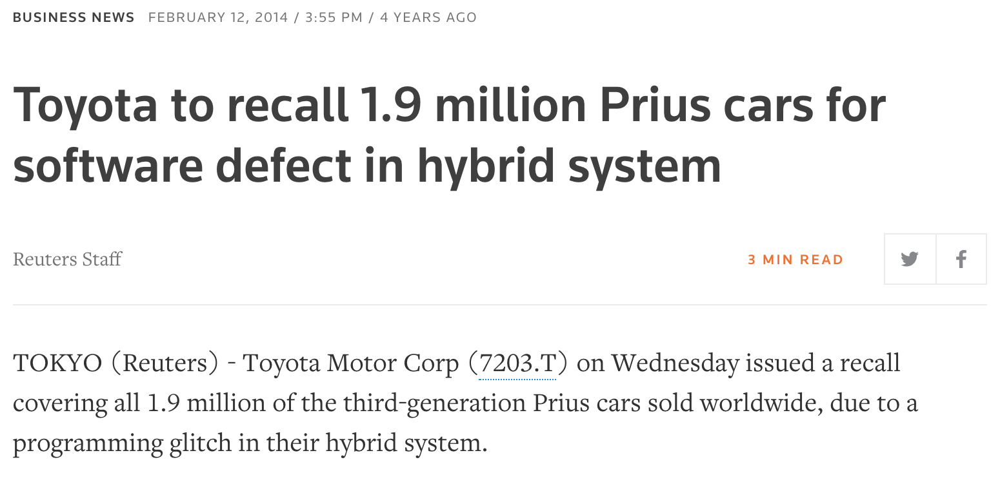 BUSINESS NEWS FEBRUARY 12, 2014 / 3:55 PM / 4 YEARS AGO
Toyota to recall 1.9 million Prius cars for
software defect in hybrid system
Reuters Staff
3 MIN READ
TOKYO (Reuters) - Toyota Motor Corp (7203.T) on Wednesday issued a recall
covering all 1.9 million of the third-generation Prius cars sold worldwide, due to a
programming glitch in their hybrid system.